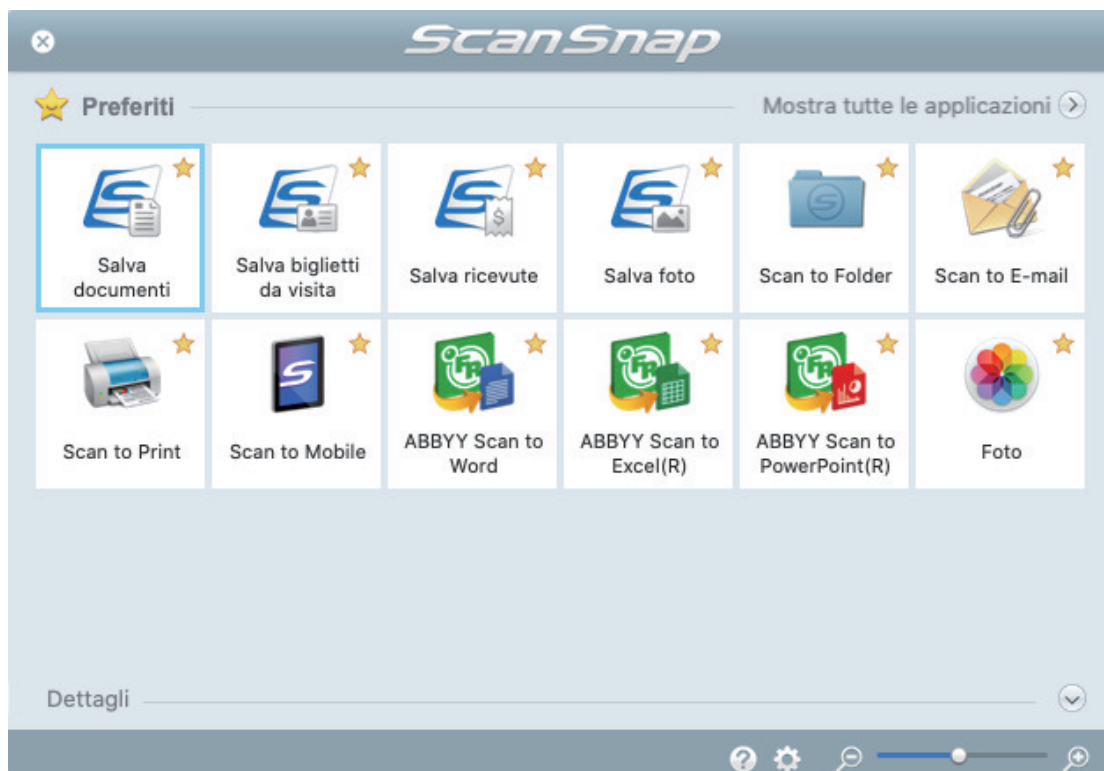 ScanSnap
Preferiti
Mostra tutte le applicazioni
Salva
documenti
Salva biglietti
da visita
Salva ricevute
Salva foto
Scan to Folder
Scan to E-mail
Scan to Print
Scan to Mobile
ABBYY Scan to
Word
ABBYY Scan to
Excel(R)
ABBYY Scan to
PowerPoint(R)
Foto
Dettagli